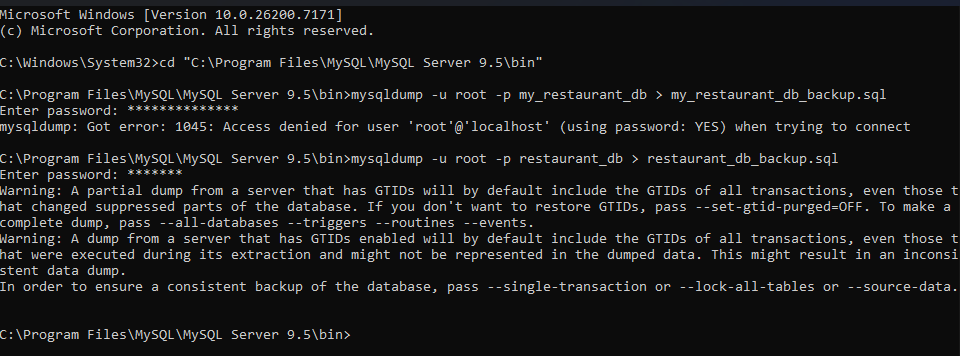 Microsoft Windows [Version 10.0.26200.7171]
(c) Microsoft Corporation. All rights reserved.
C:\Windows\System32>cd "C:\Program Files\MySQL\MySQL Server 9.5\bin"
C:\Program Files\MySQL\MySQL Server 9.5\bin>mysqldump -u root -p my_restaurant_db > my_restaurant_db_backup.sql
Enter password: **************
mysqldump: Got error: 1045: Access denied for user 'root'@'localhost' (using password: YES) when trying to connect
C:\Program Files\MySQL\MySQL Server 9.5\bin>mysqldump -u root -p restaurant_db > restaurant_db_backup.sql
Enter password: *******
Warning: A partial dump from a server that has GTIDs will by default include the GTIDs of all transactions, even those t
hat changed suppressed parts of the database. If you don't want to restore GTIDs, pass --set-gtid-purged=OFF. To make a
complete dump, pass --all-databases --triggers --routines --events.
Warning: A dump from a server that has GTIDs enabled will by default include the GTIDs of all transactions, even those t
hat were executed during its extraction and might not be represented in the dumped data. This might result in an inconsi
stent data dump.
In order to ensure a consistent backup of the database, pass --single-transaction or --lock-all-tables or --source-data.
C:\Program Files\MySQL\MySQL Server 9.5\bin>